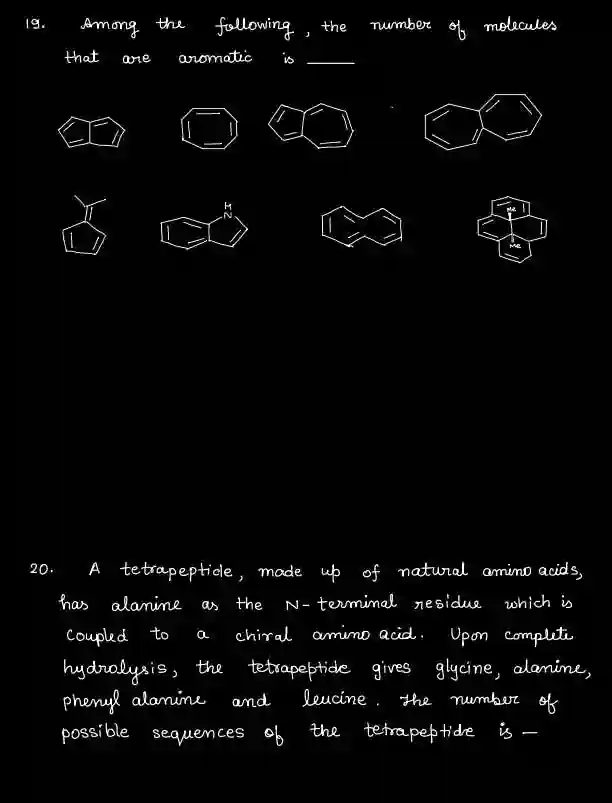 19. Among the following, the number of molecules
that are aromatic is _____
H
N
Me
Me
20. A tetrapeptide, made up of natural amino acids,
has alanine as the N-terminal residue which is
coupled to a chiral amino acid. Upon complete
hydrolysis, the tetrapeptide gives glycine, alanine,
phenyl alanine and leucine. The number of
possible sequences of the tetrapeptide is —